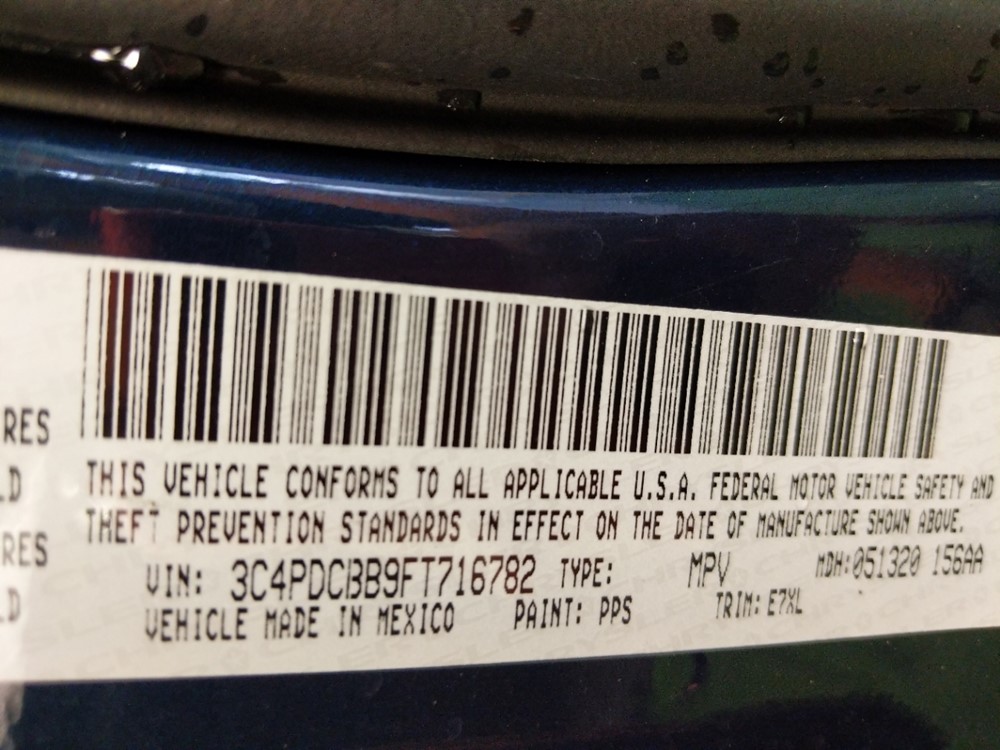 RES
LD
RES
LD
THIS VEHICLE CONFORMS TO ALL APPLICABLE U.S.A. FEDERAL MOTOR VEHICLE SAFETY AND
THEFT PREVENTION STANDARDS IN EFFECT ON THE DATE OF MANUFACTURE SHOWN ABOVE.
VIN: 3C4PDCBB9FT716782 TYPE: MPV MDH:051320 156AA
VEHICLE MADE IN MEXICO PAINT: PPS TRIM: E7XL